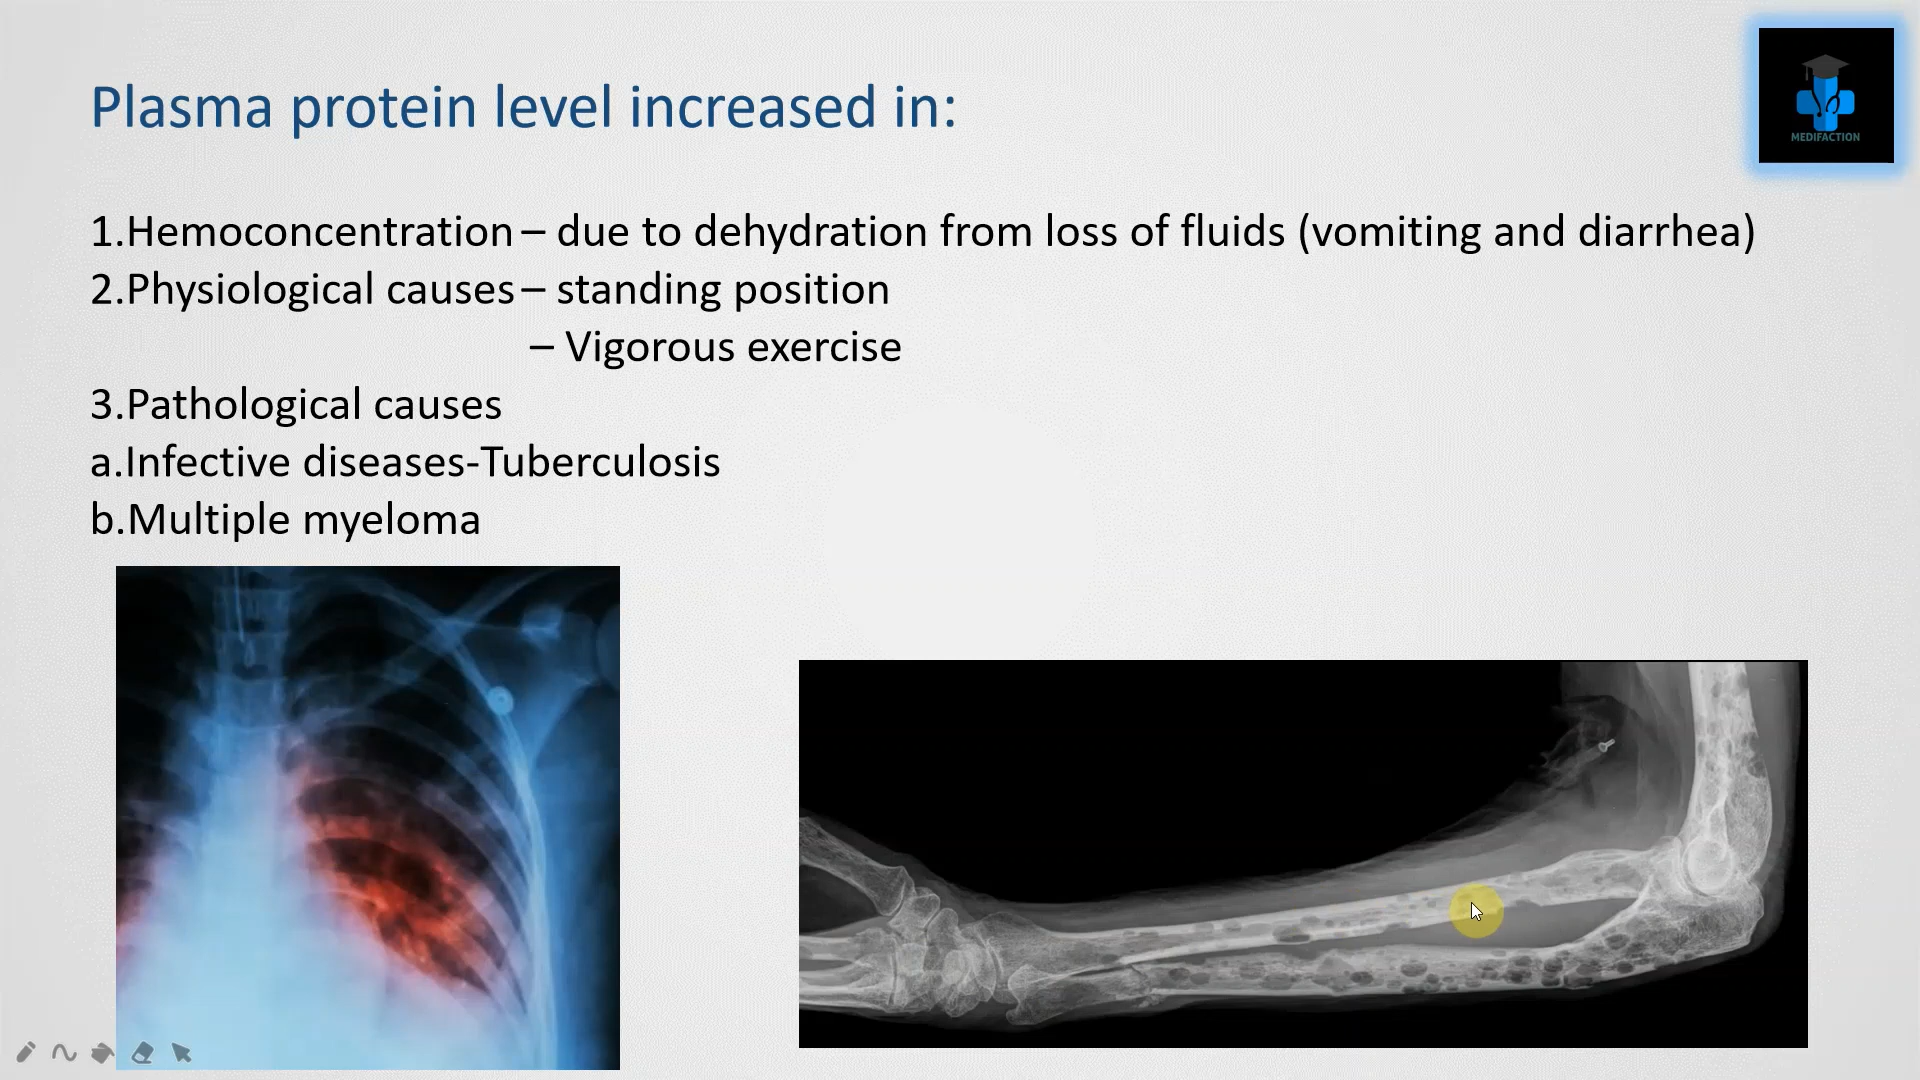 Plasma protein level increased in:
MEDIFACTION
1.Hemoconcentration – due to dehydration from loss of fluids (vomiting and diarrhea)
2.Physiological causes – standing position
– Vigorous exercise
3.Pathological causes
a.Infective diseases-Tuberculosis
b.Multiple myeloma